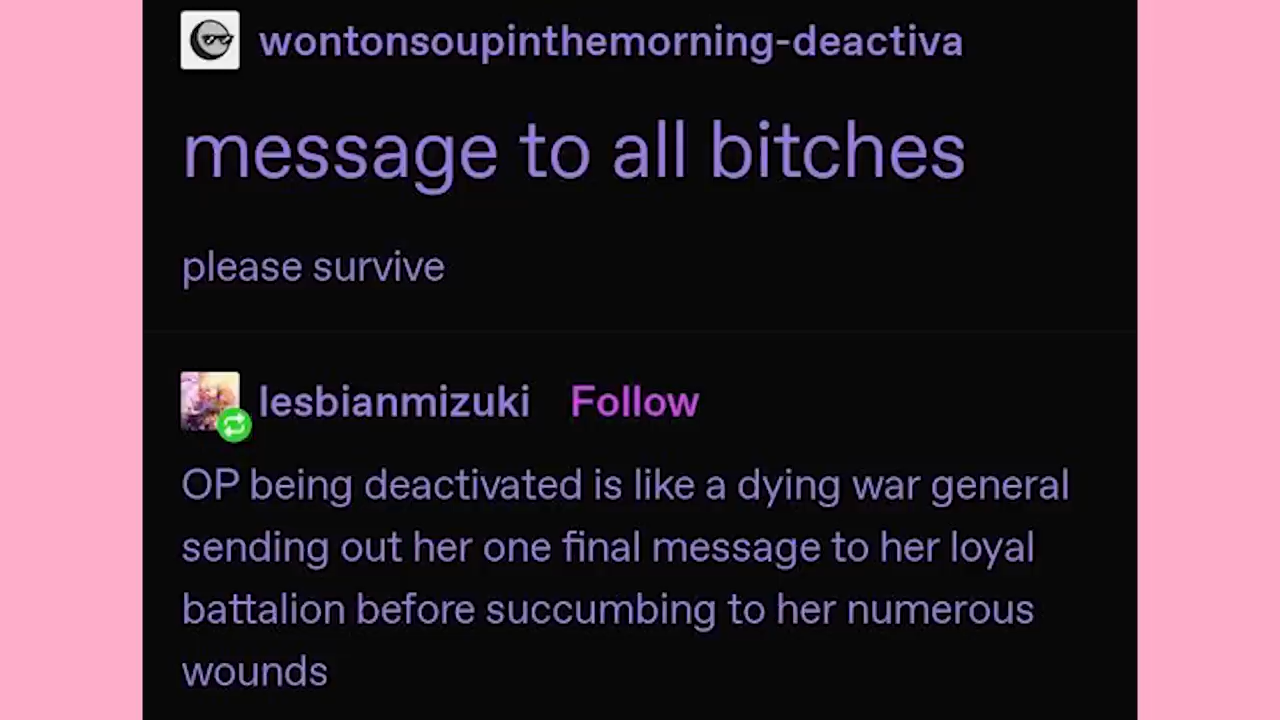 wontonsoupinthemorning-deactiva
message to all bitches
please survive
lesbianmizuki Follow
OP being deactivated is like a dying war general
sending out her one final message to her loyal
battalion before succumbing to her numerous
wounds